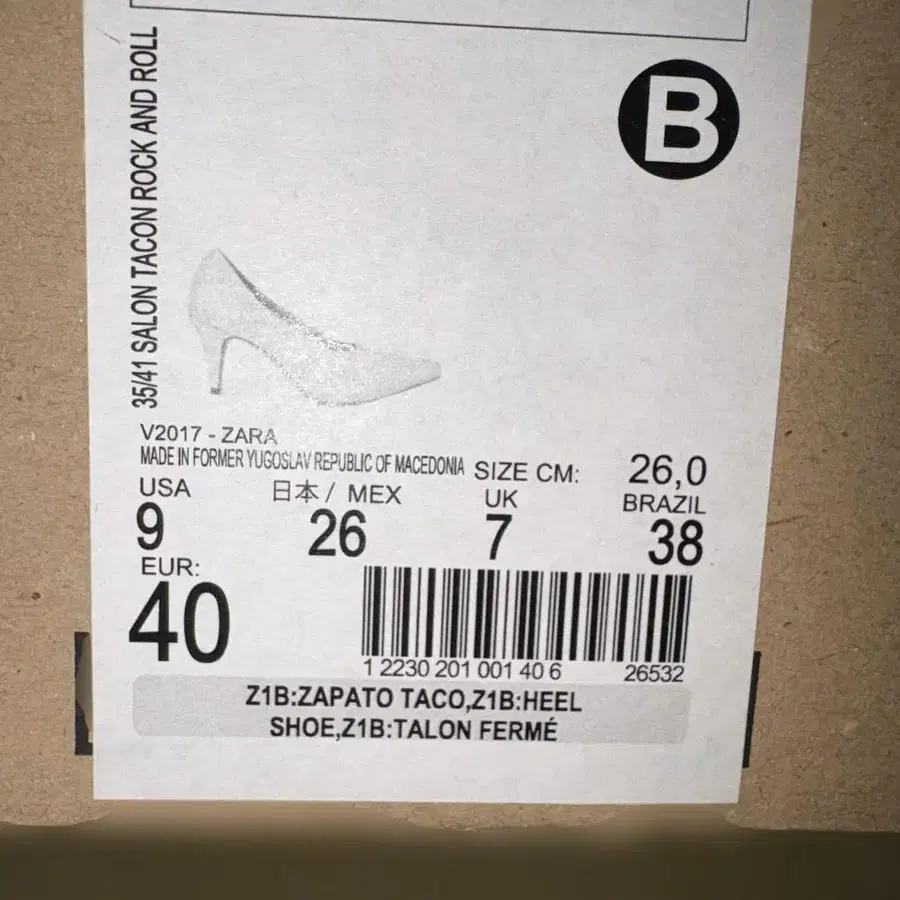 B
35/41 SALON TACON ROCK AND ROLL
V2017 - ZARA
MADE IN FORMER YUGOSLAV REPUBLIC OF MACEDONIA
SIZE CM: 26,0
USA 日本 / MEX UK BRAZIL
9 26 7 38
EUR:
40
1 2230 201 001 40 6 26532
Z1B:ZAPATO TACO,Z1B:HEEL
SHOE,Z1B:TALON FERMÉ